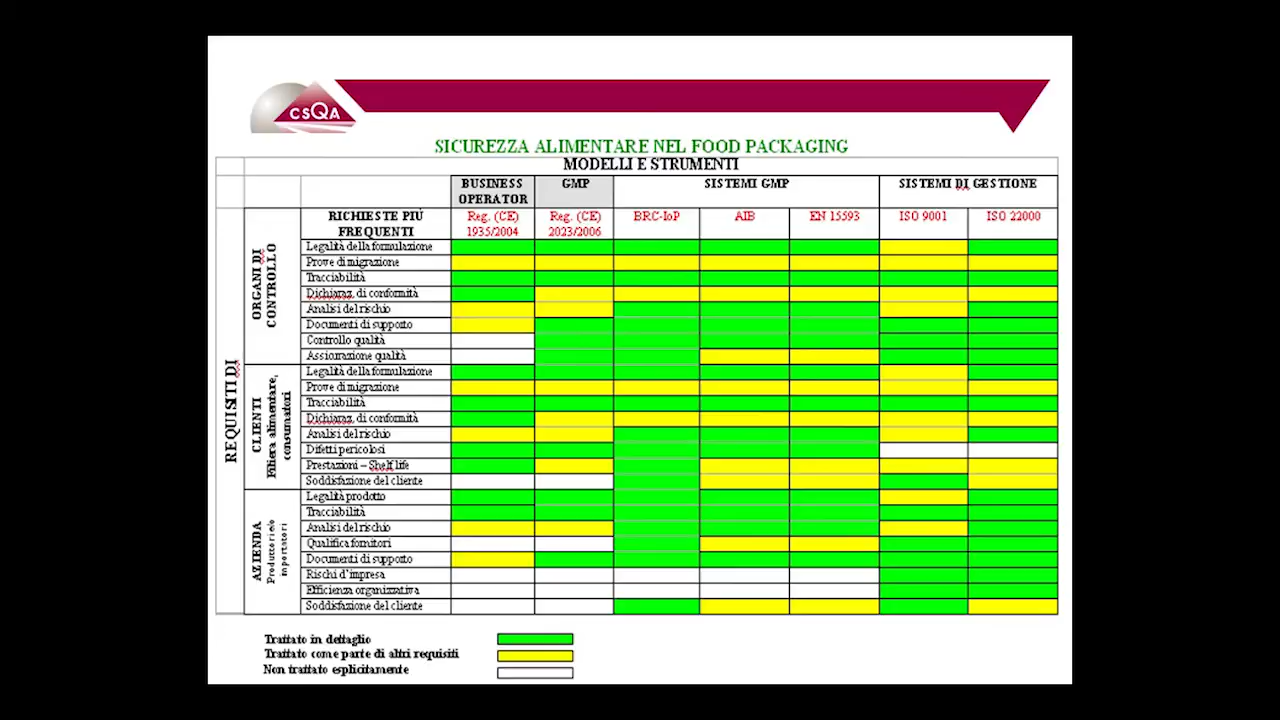 CSQA
SICUREZZA ALIMENTARE NEL FOOD PACKAGING
MODELLI E STRUMENTI
BUSINESS OPERATOR GMP SISTEMI GMP SISTEMI DI GESTIONE
RICHIESTE PIÚ FREQUENTI Reg. (CE) 1935/2004 Reg. (CE) 2023/2006 BRC-IoP AIB EN 15593 ISO 9001 ISO 22000
REQUISITI DI
ORGANI DI CONTROLLO
Legalità della formulazione
Prove di migrazione
Tracciabilità
Dichiaraz. di conformità
Analisi del rischio
Documenti di supporto
Controllo qualità
Assicurazione qualità
CLIENTI
Filiera alimentare, consumatori
Legalità della formulazione
Prove di migrazione
Tracciabilità
Dichiaraz. di conformità
Analisi del rischio
Difetti pericolosi
Prestazioni – Shelf life
Soddisfazione del cliente
AZIENDA
Produttori e/o importatori
Legalità prodotto
Tracciabilità
Analisi del rischio
Qualifica fornitori
Documenti di supporto
Rischi d'impresa
Efficienza organizzativa
Soddisfazione del cliente
Trattato in dettaglio
Trattato come parte di altri requisiti
Non trattato esplicitamente